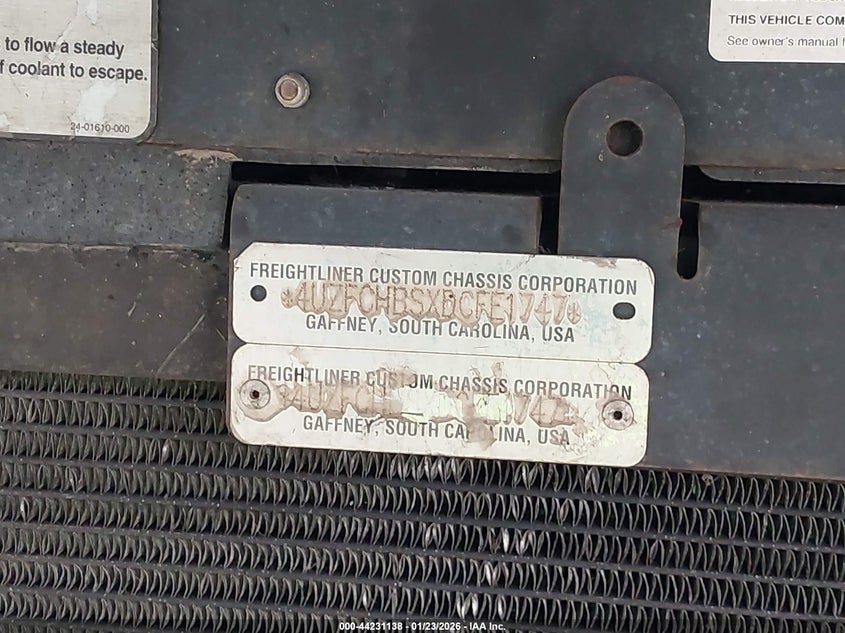 to flow a steady
f coolant to escape.
24-01610-000
THIS VEHICLE COM
See owner's manual
FREIGHTLINER CUSTOM CHASSIS CORPORATION
*4UZFCHBSXBCFE1747*
GAFFNEY, SOUTH CAROLINA, USA
FREIGHTLINER CUSTOM CHASSIS CORPORATION
GAFFNEY, SOUTH CAROLINA, USA
000-44231138 - 01/23/2026 - IAA Inc.